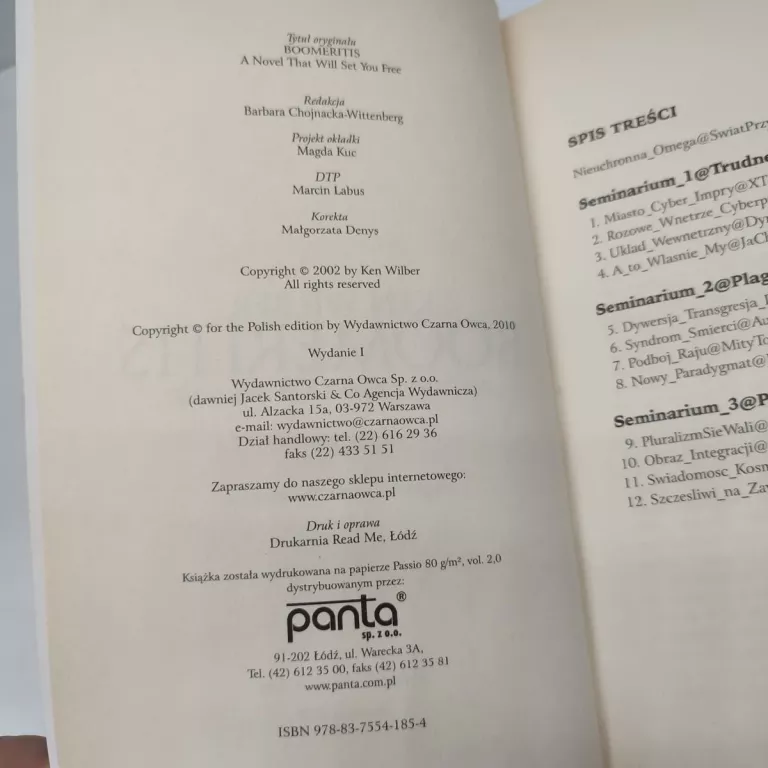 Tytuł oryginału
BOOMERITIS
A Novel That Will Set You Free
Redakcja
Barbara Chojnacka-Wittenberg
Projekt okładki
Magda Kuc
DTP
Marcin Labus
Korekta
Małgorzata Denys
Copyright © 2002 by Ken Wilber
All rights reserved
Copyright © for the Polish edition by Wydawnictwo Czarna Owca, 2010
Wydanie I
Wydawnictwo Czarna Owca Sp. z o.o.
(dawniej Jacek Santorski & Co Agencja Wydawnicza)
ul. Alzacka 15a, 03-972 Warszawa
e-mail: wydawnictwo@czarnaowca.pl
Dział handlowy: tel. (22) 616 29 36
faks (22) 433 51 51
Zapraszamy do naszego sklepu internetowego:
www.czarnaowca.pl
Druk i oprawa
Drukarnia Read Me, Łódź
Książka została wydrukowana na papierze Passio 80 g/m², vol. 2,0
dystrybuowanym przez:
panta®
sp. z o.o.
91-202 Łódź, ul. Warecka 3A,
Tel. (42) 612 35 00, faks (42) 612 35 81
www.panta.com.pl
ISBN 978-83-7554-185-4
SPIS TREŚCI
Nieuchronna_Omega@SwiatPrzy
Seminarium_1@Trudne
1. Miasto_Cyber_Impry@XT
2. Rozowe_Wnetrze_Cyberp
3. Uklad_Wewnetrzny@Dyn
4. A_to_Wlasnie_My@JaCh
Seminarium_2@Plag
5. Dywersja_Transgresja_
6. Syndrom_Smierci@Au
7. Podboj_Raju@MityTo
8. Nowy_Paradygmat@
Seminarium_3@P
9. PluralizmSieWali@
10. Obraz_Integracji@
11. Swiadomosc_Kosm
12. Szczesliwi_na_Zaw